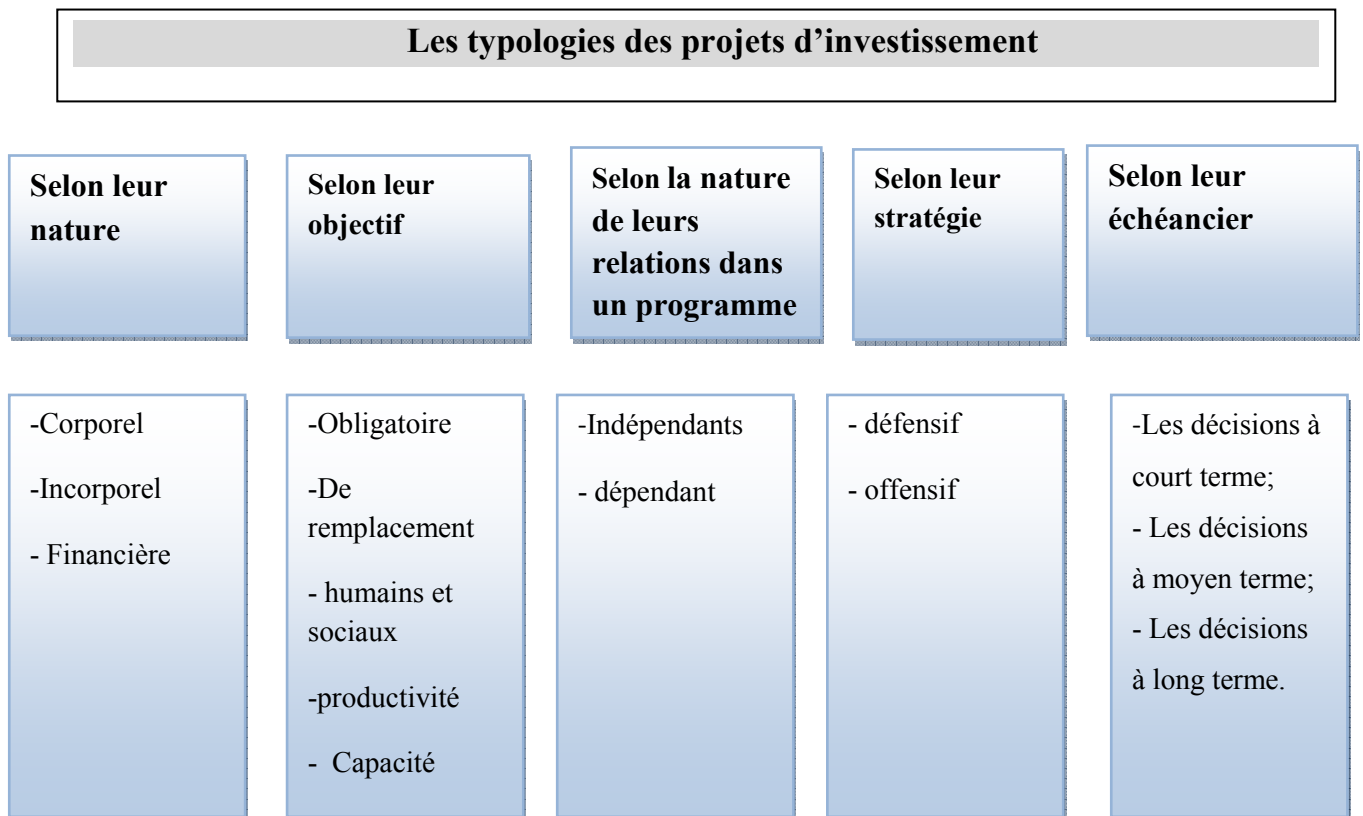 Les typologies des projets d’investissement
Selon leur
nature
Selon leur
objectif
Selon la nature
de leurs
relations dans
un programme
Selon leur
stratégie
Selon leur
échéancier
-Corporel
-Incorporel
- Financière
-Obligatoire
-De
remplacement
- humains et
sociaux
-productivité
- Capacité
-Indépendants
- dépendant
- défensif
- offensif
-Les décisions à
court terme;
- Les décisions
à moyen terme;
- Les décisions
à long terme.